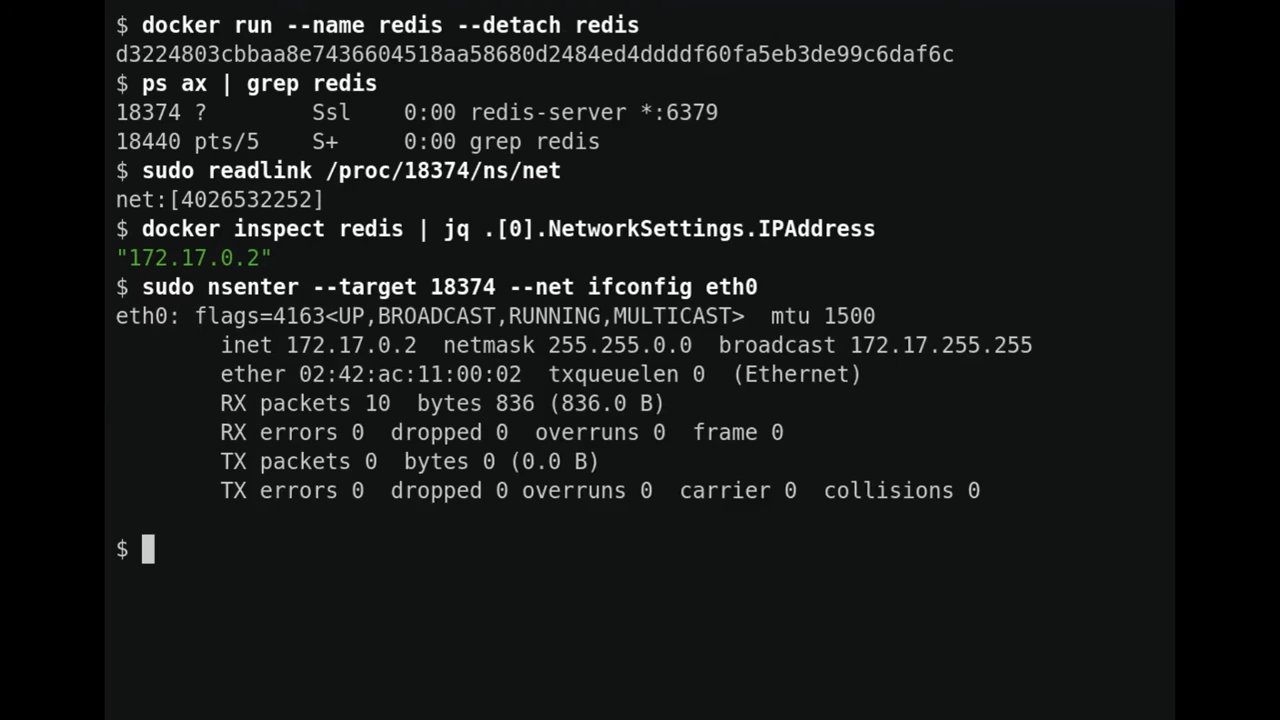 $ docker run --name redis --detach redis
d3224803cbbaa8e7436604518aa58680d2484ed4ddddf60fa5eb3de99c6daf6c
$ ps ax | grep redis
18374 ?        Ssl    0:00 redis-server *:6379
18440 pts/5    S+     0:00 grep redis
$ sudo readlink /proc/18374/ns/net
net:[4026532252]
$ docker inspect redis | jq .[0].NetworkSettings.IPAddress
"172.17.0.2"
$ sudo nsenter --target 18374 --net ifconfig eth0
eth0: flags=4163<UP,BROADCAST,RUNNING,MULTICAST>  mtu 1500
        inet 172.17.0.2  netmask 255.255.0.0  broadcast 172.17.255.255
        ether 02:42:ac:11:00:02  txqueuelen 0  (Ethernet)
        RX packets 10  bytes 836 (836.0 B)
        RX errors 0  dropped 0  overruns 0  frame 0
        TX packets 0  bytes 0 (0.0 B)
        TX errors 0  dropped 0 overruns 0  carrier 0  collisions 0
$